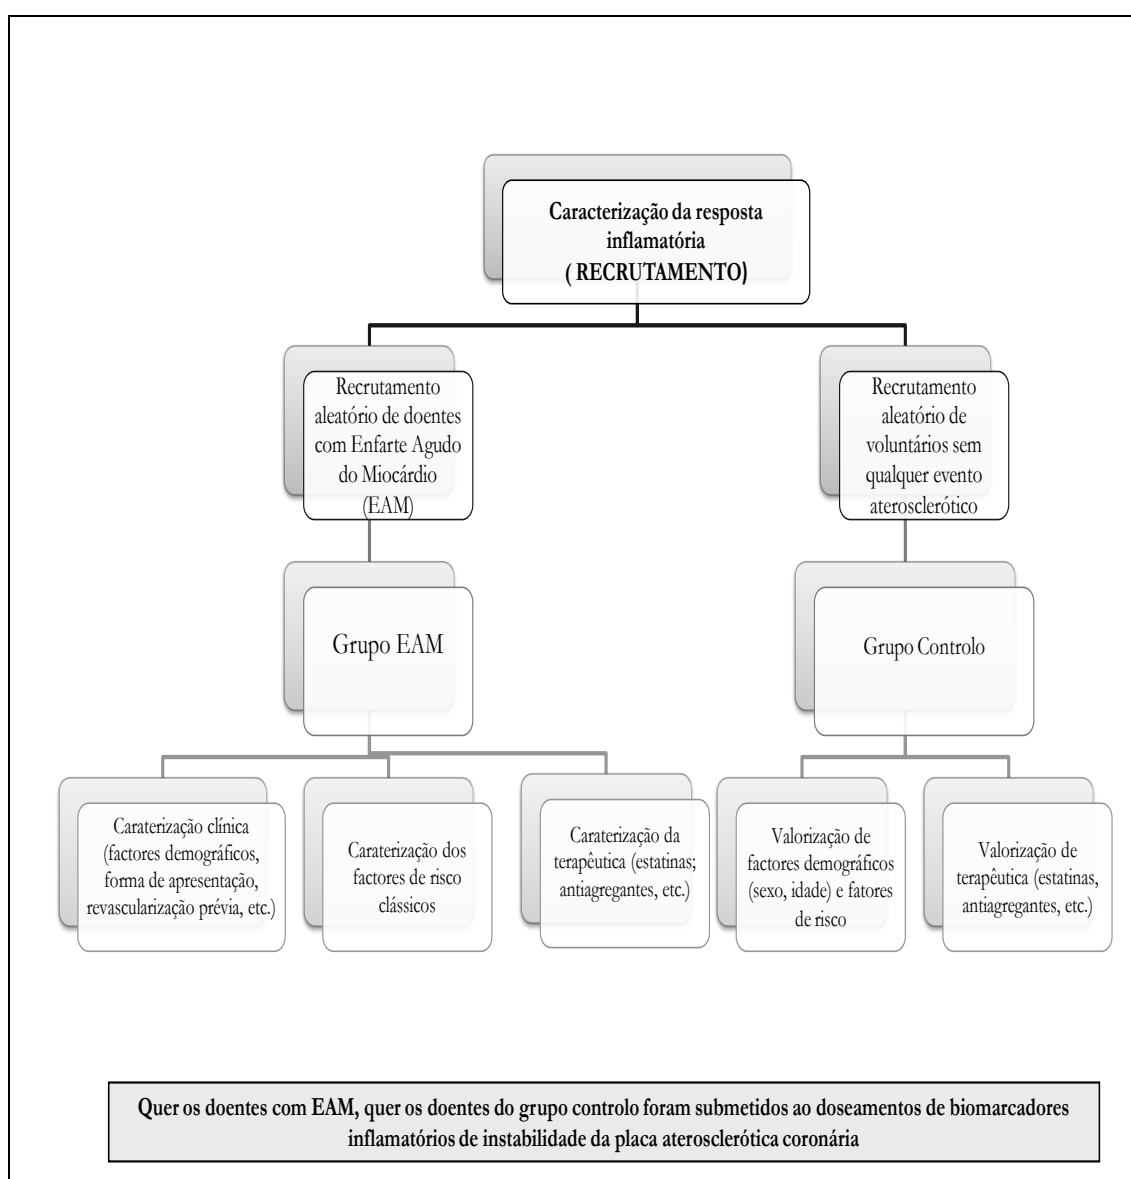 Caracterização da resposta
inflamatória
( RECRUTAMENTO)
Recrutamento
aleatório de doentes
com Enfarte Agudo
do Miocárdio
(EAM)
Recrutamento
aleatório de
voluntários sem
qualquer evento
aterosclerótico
Grupo EAM
Grupo Controlo
Caraterização clínica
(factores demográficos,
forma de apresentação,
revascularização prévia, etc.)
Caraterização dos
factores de risco
clássicos
Caraterização da
terapêutica (estatinas;
antiagregantes, etc.)
Valorização de
factores demográficos
(sexo, idade) e fatores
de risco
Valorização de
terapêutica (estatinas,
antiagregantes, etc.)
Quer os doentes com EAM, quer os doentes do grupo controlo foram submetidos ao doseamentos de biomarcadores
inflamatórios de instabilidade da placa aterosclerótica coronária